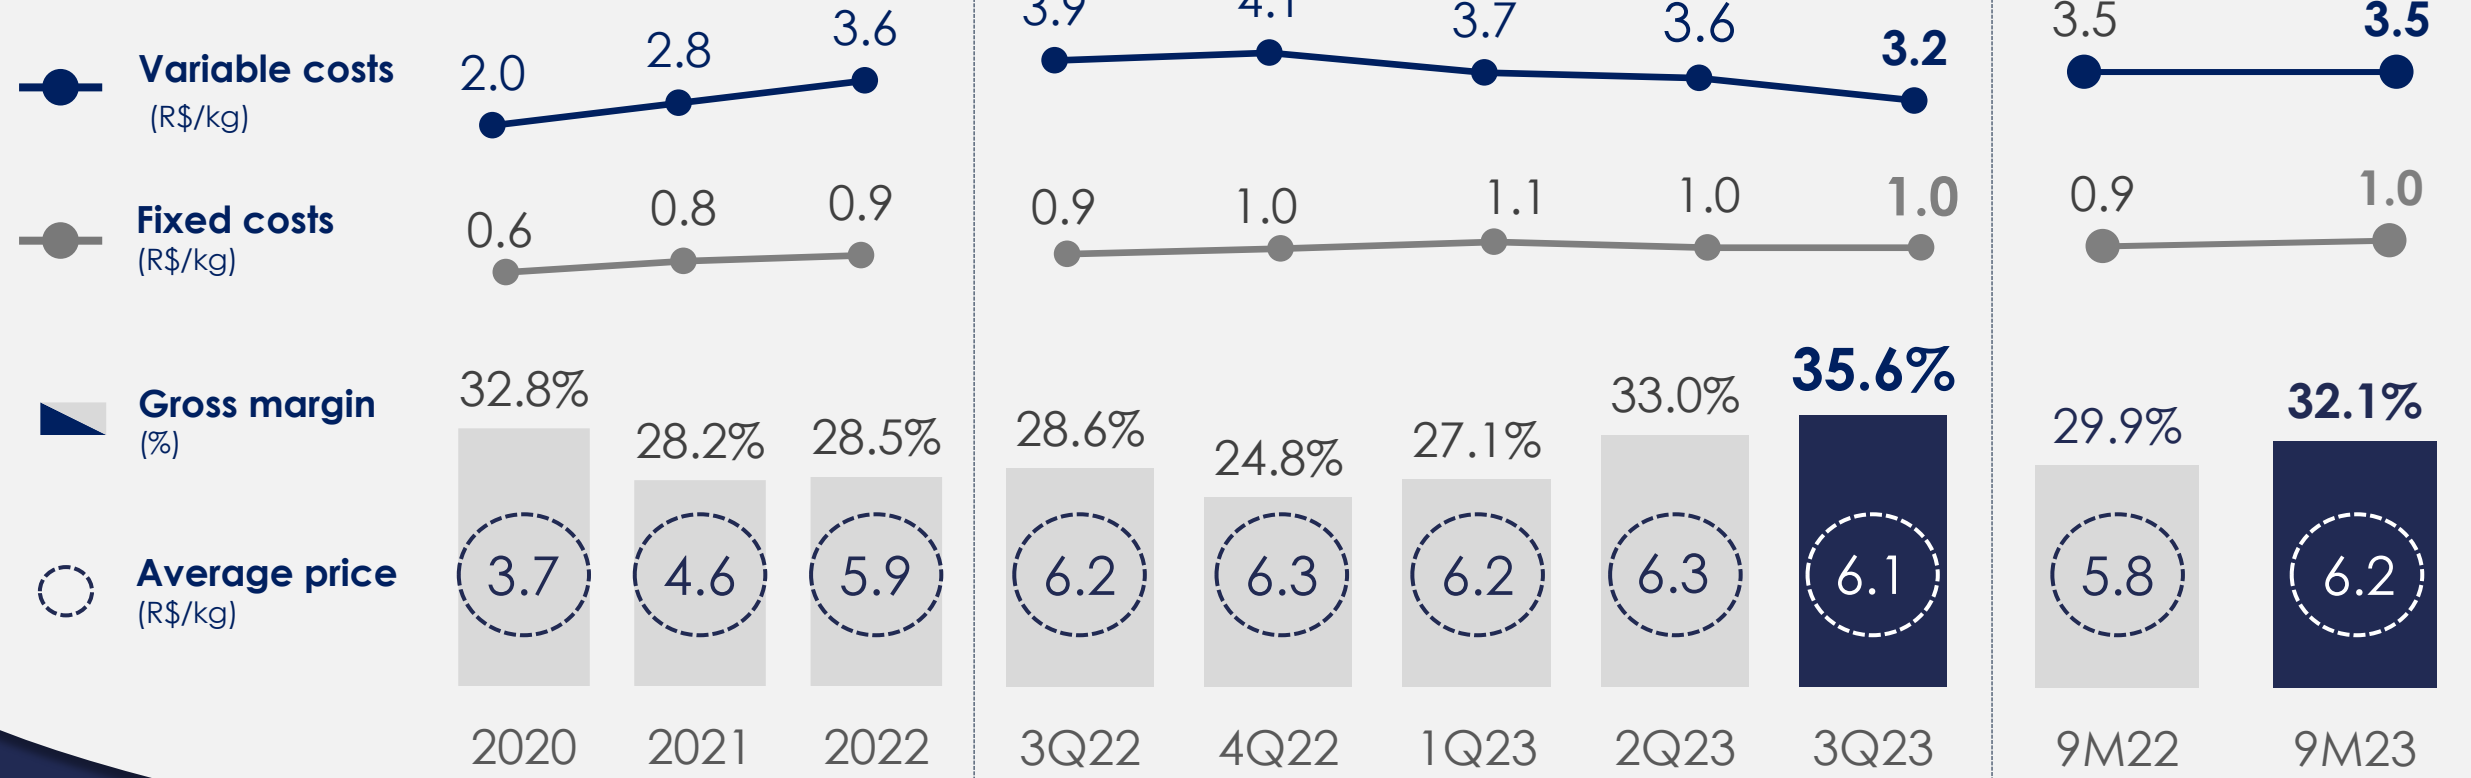 3.9 4.1 3.7 3.6 3.2
3.5 3.5
2.0 2.8 3.6
Variable costs
(R$/kg)
Fixed costs
(R$/kg)
0.6 0.8 0.9
0.9 1.0 1.1 1.0 1.0
0.9 1.0
Gross margin
(%)
32.8% 28.2% 28.5%
28.6% 24.8% 27.1% 33.0% 35.6%
29.9% 32.1%
Average price
(R$/kg)
3.7 4.6 5.9
6.2 6.3 6.2 6.3 6.1
5.8 6.2
2020 2021 2022
3Q22 4Q22 1Q23 2Q23 3Q23
9M22 9M23